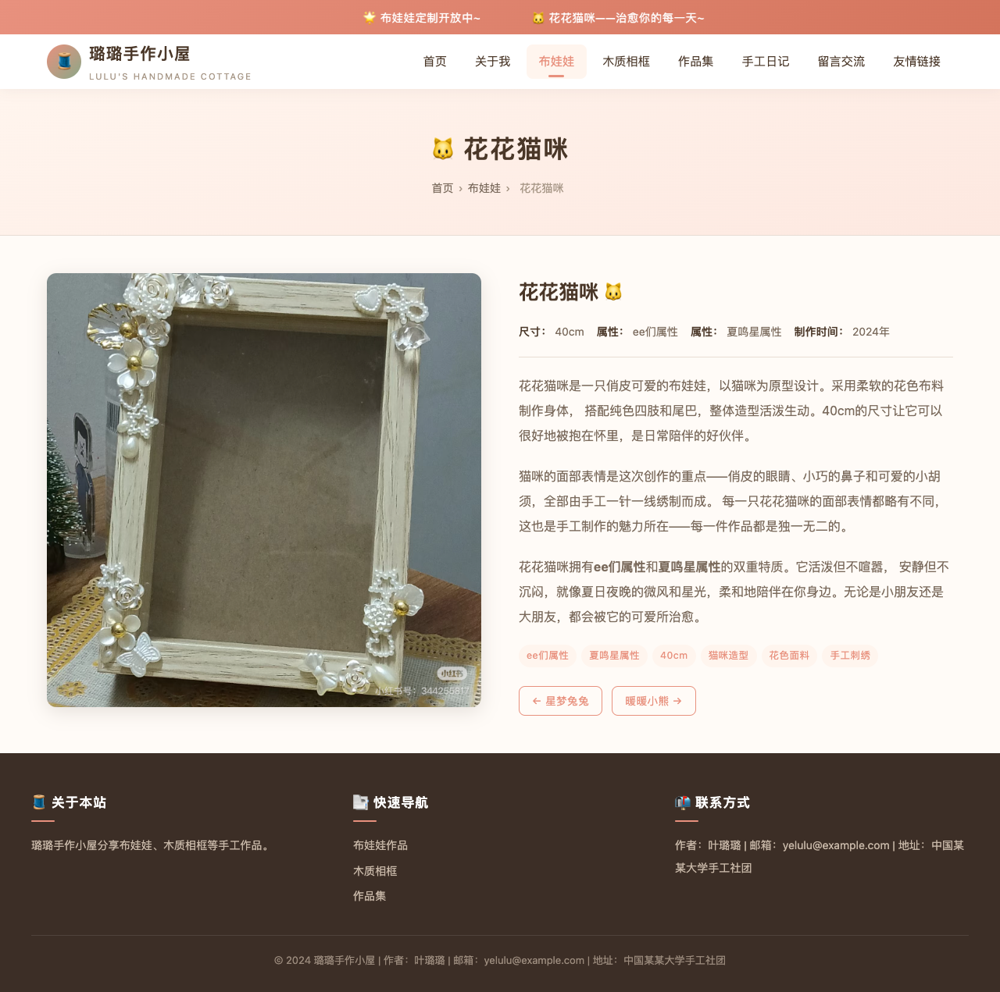 🌟 布娃娃定制开放中~ 🐱 花花猫咪——治愈你的每一天~
璐璐手作小屋
LULU'S HANDMADE COTTAGE
首页 关于我 布娃娃 木质相框 作品集 手工日记 留言交流 友情链接
🐱 花花猫咪
首页 › 布娃娃 › 花花猫咪
花花猫咪 🐱
尺寸： 40cm 属性： ee们属性 属性： 夏鸣星属性 制作时间： 2024年
花花猫咪是一只俏皮可爱的布娃娃，以猫咪为原型设计。采用柔软的花色布料
制作身体， 搭配纯色四肢和尾巴，整体造型活泼生动。40cm的尺寸让它可以
很好地被抱在怀里，是日常陪伴的好伙伴。
猫咪的面部表情是这次创作的重点——俏皮的眼睛、小巧的鼻子和可爱的小胡
须，全部由手工一针一线绣制而成。 每一只花花猫咪的面部表情都略有不同，
这也是手工制作的魅力所在——每一件作品都是独一无二的。
花花猫咪拥有ee们属性和夏鸣星属性的双重特质。它活泼但不喧嚣， 安静但不
沉闷，就像夏日夜晚的微风和星光，柔和地陪伴在你身边。无论是小朋友还是
大朋友，都会被它的可爱所治愈。
ee们属性 夏鸣星属性 40cm 猫咪造型 花色面料 手工刺绣
← 星梦兔兔 暖暖小熊 →
小红书
小红书号：344255817
🧵 关于本站
璐璐手作小屋分享布娃娃、木质相框等手工作品。
📑 快速导航
布娃娃作品
木质相框
作品集
📬 联系方式
作者：叶璐璐 | 邮箱：yelulu@example.com | 地址：中国某
某大学手工社团
© 2024 璐璐手作小屋 | 作者：叶璐璐 | 邮箱：yelulu@example.com | 地址：中国某某大学手工社团